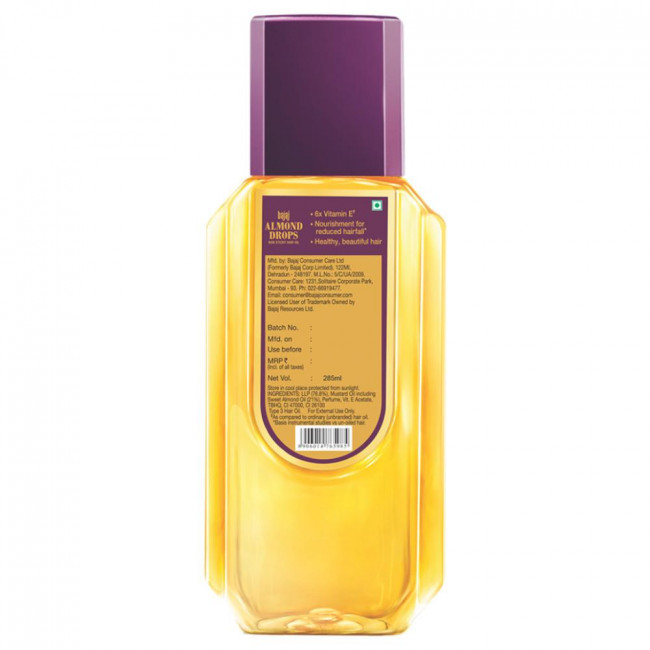 bajaj
ALMOND
DROPS
NON STICKY HAIR OIL
• 6x Vitamin E*
• Nourishment for
reduced hairfall^
• Healthy, beautiful hair
Mfd. by: Bajaj Consumer Care Ltd
(Formerly Bajaj Corp Limited), 122MI,
Dehradun - 248197. M.L.No.: 5/C/UA/2009.
Consumer Care: 1231,Solitaire Corporate Park,
Mumbai - 93. Ph: 022-66919477.
Email: consumer@bajajconsumer.com
Licensed User of Trademark Owned by
Bajaj Resources Ltd.
Batch No. :
Mfd. on :
Use before :
MRP ₹ :
(incl. of all taxes)
Net Vol. : 285ml
Store in cool place protected from sunlight.
INGREDIENTS: LLP (76.8%), Mustard Oil including
Sweet Almond Oil (21%), Perfume, Vit. E Acetate,
TBHQ, CI 47000, CI 26100
Type 3 Hair Oil. For External Use Only.
*As compared to ordinary (unbranded) hair oil.
^Basis instrumental studies vs un-oiled hair.